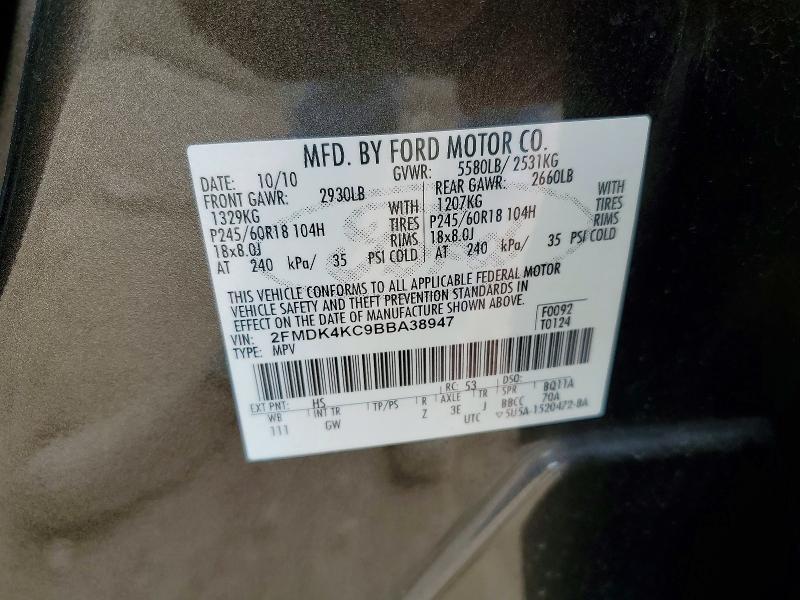 MFD. BY FORD MOTOR CO.
DATE: 10/10 GVWR: 5580LB/ 2531KG
FRONT GAWR: 2930LB REAR GAWR: 2660LB
1329KG WITH 1207KG WITH
P245/60R18 104H TIRES P245/60R18 104H TIRES
18x8.0J RIMS 18x8.0J RIMS
AT 240 kPa/ 35 PSI COLD AT 240 kPa/ 35 PSI COLD
THIS VEHICLE CONFORMS TO ALL APPLICABLE FEDERAL MOTOR
VEHICLE SAFETY AND THEFT PREVENTION STANDARDS IN
EFFECT ON THE DATE OF MANUFACTURE SHOWN ABOVE.
VIN: 2FMDK4KC9BBA38947 F0092
TYPE: MPV T0124
EXT PNT: HS RC: 53 DSO:
WB INT TR TP/PS R AXLE TR SPR BQ11A
111 GW Z 3E J BBCC 70A
UTC ▽5U5A-1520472-BA